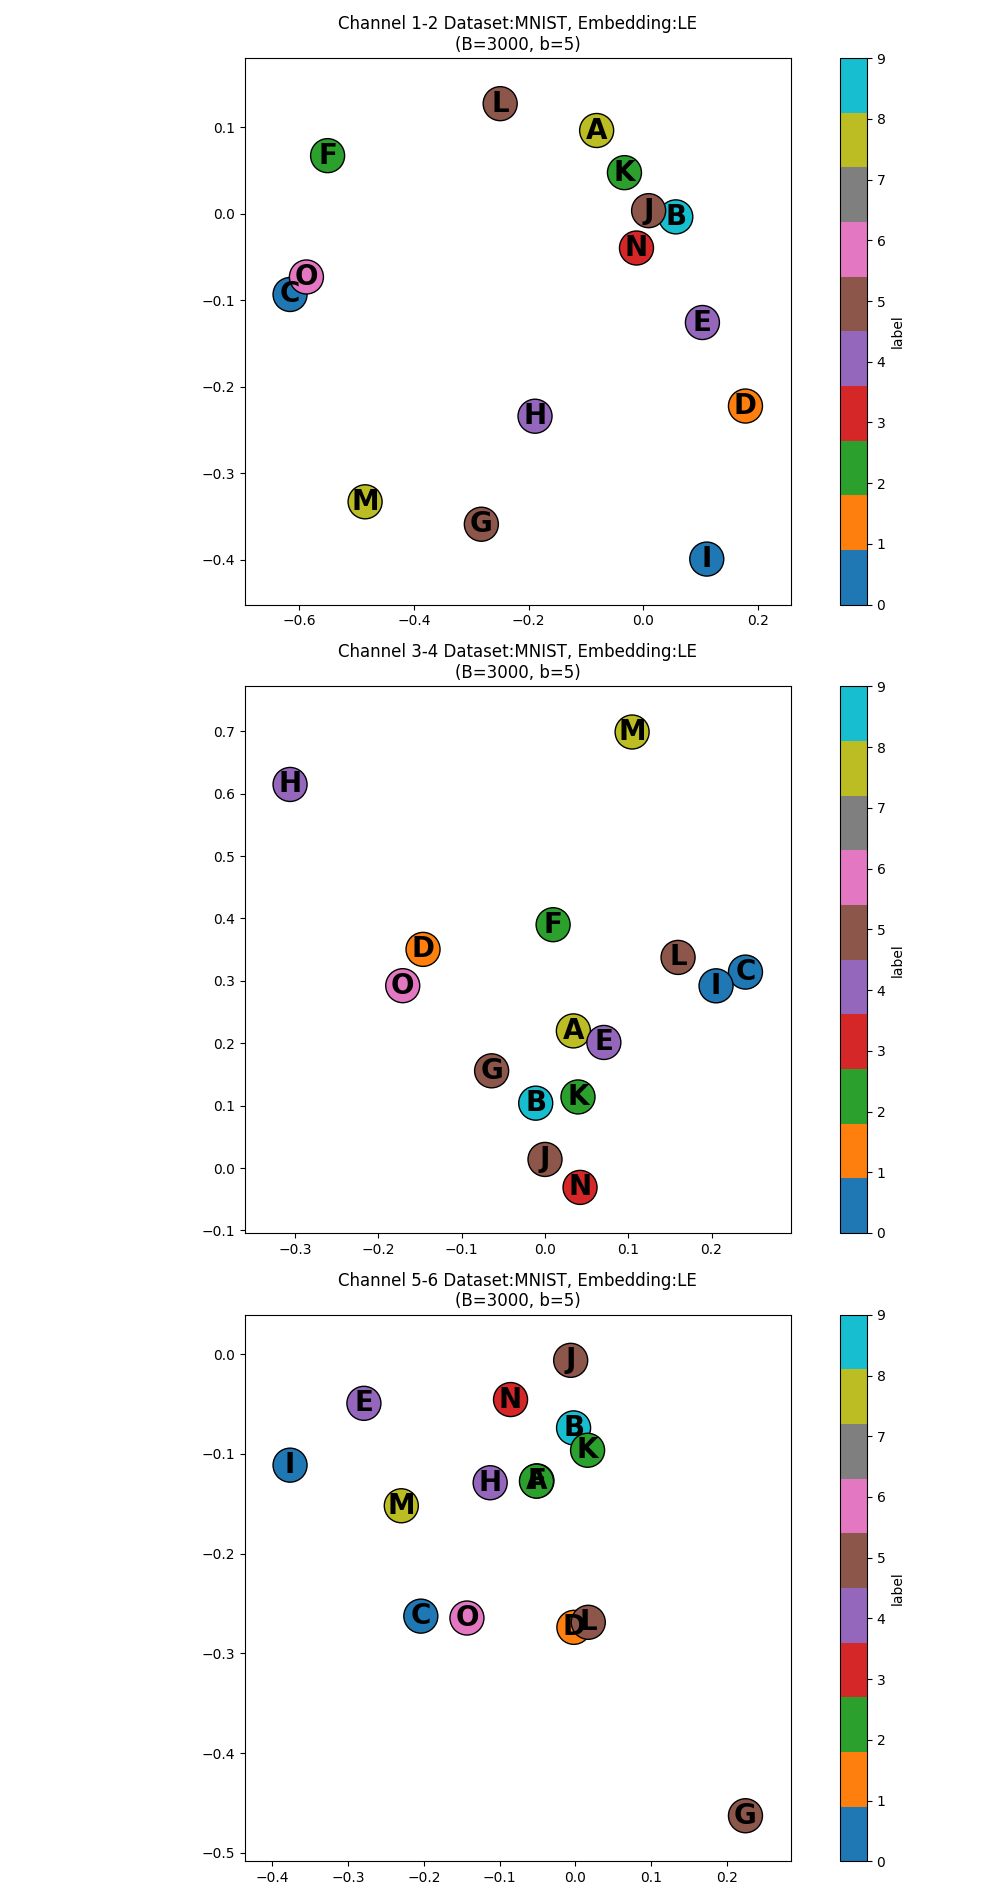 Channel 1-2 Dataset:MNIST, Embedding:LE
(B=3000, b=5)
L
A
F
K
J B
N
O
C
E
D
H
M
G
I
0.1
0.0
−0.1
−0.2
−0.3
−0.4
−0.6 −0.4 −0.2 0.0 0.2
9
8
7
6
5
4
3
2
1
0
label
Channel 3-4 Dataset:MNIST, Embedding:LE
(B=3000, b=5)
M
H
F
D
L
C
O
I
A
E
G
B
K
J
N
0.7
0.6
0.5
0.4
0.3
0.2
0.1
0.0
−0.1
−0.3 −0.2 −0.1 0.0 0.1 0.2
9
8
7
6
5
4
3
2
1
0
label
Channel 5-6 Dataset:MNIST, Embedding:LE
(B=3000, b=5)
J
N
E
B
K
I
H
A
F
M
C
O
D
L
G
0.0
−0.1
−0.2
−0.3
−0.4
−0.5
−0.4 −0.3 −0.2 −0.1 0.0 0.1 0.2
9
8
7
6
5
4
3
2
1
0
label